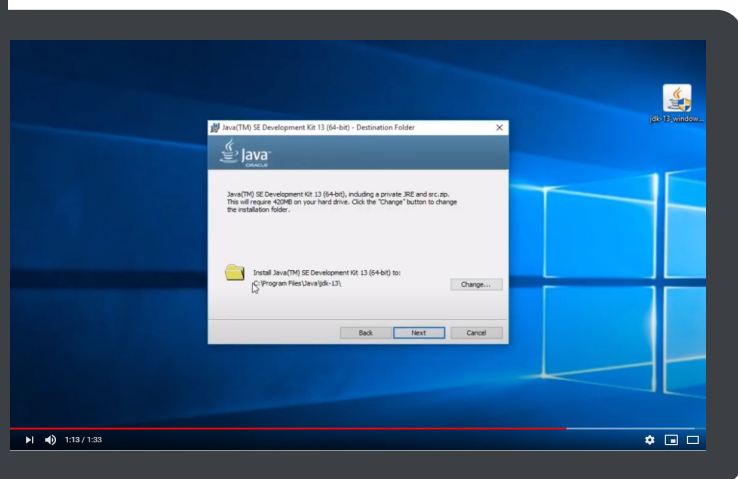 jdk-13_window...
Java(TM) SE Development Kit 13 (64-bit) - Destination Folder
Java
ORACLE
Java(TM) SE Development Kit 13 (64-bit), including a private JRE and src.zip.
This will require 420MB on your hard drive. Click the "Change" button to change
the installation folder.
Install Java(TM) SE Development Kit 13 (64-bit) to:
C:\Program Files\Java\jdk-13\
Change...
Back Next Cancel
1:13 / 1:33